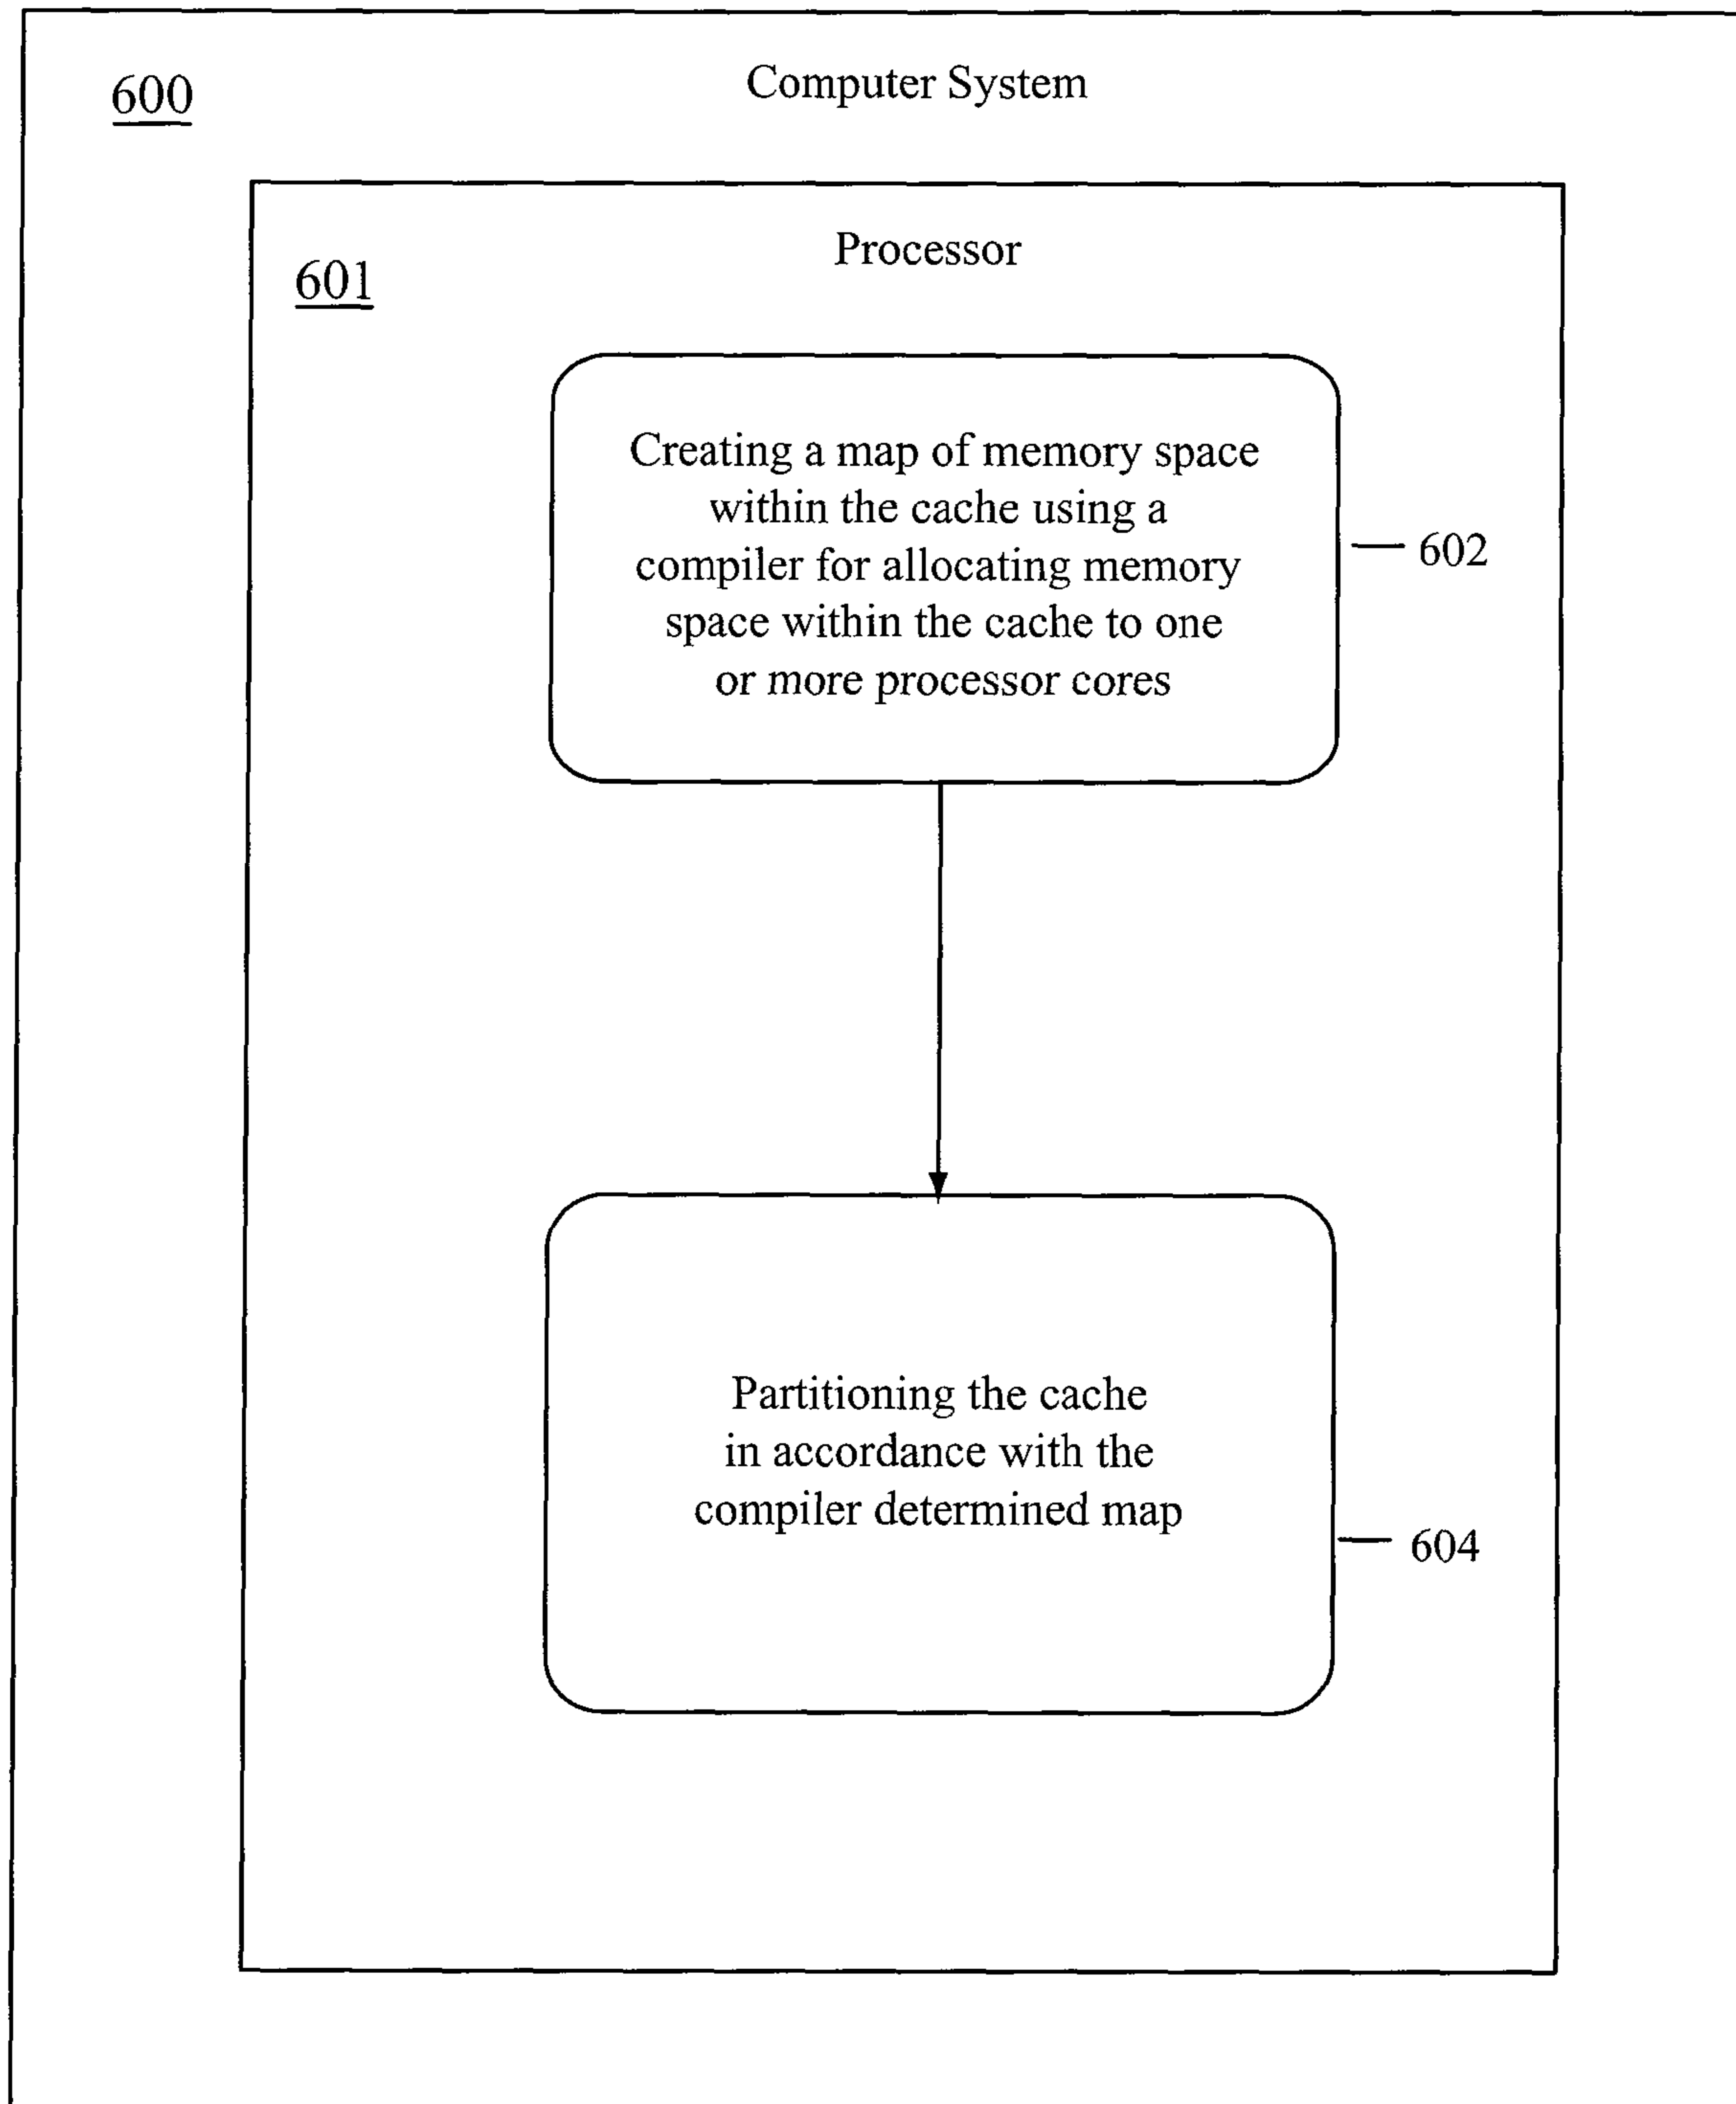 Computer System
600
Processor
601
Creating a map of memory space
within the cache using a
compiler for allocating memory
space within the cache to one
or more processor cores
602
Partitioning the cache
in accordance with the
compiler determined map
604